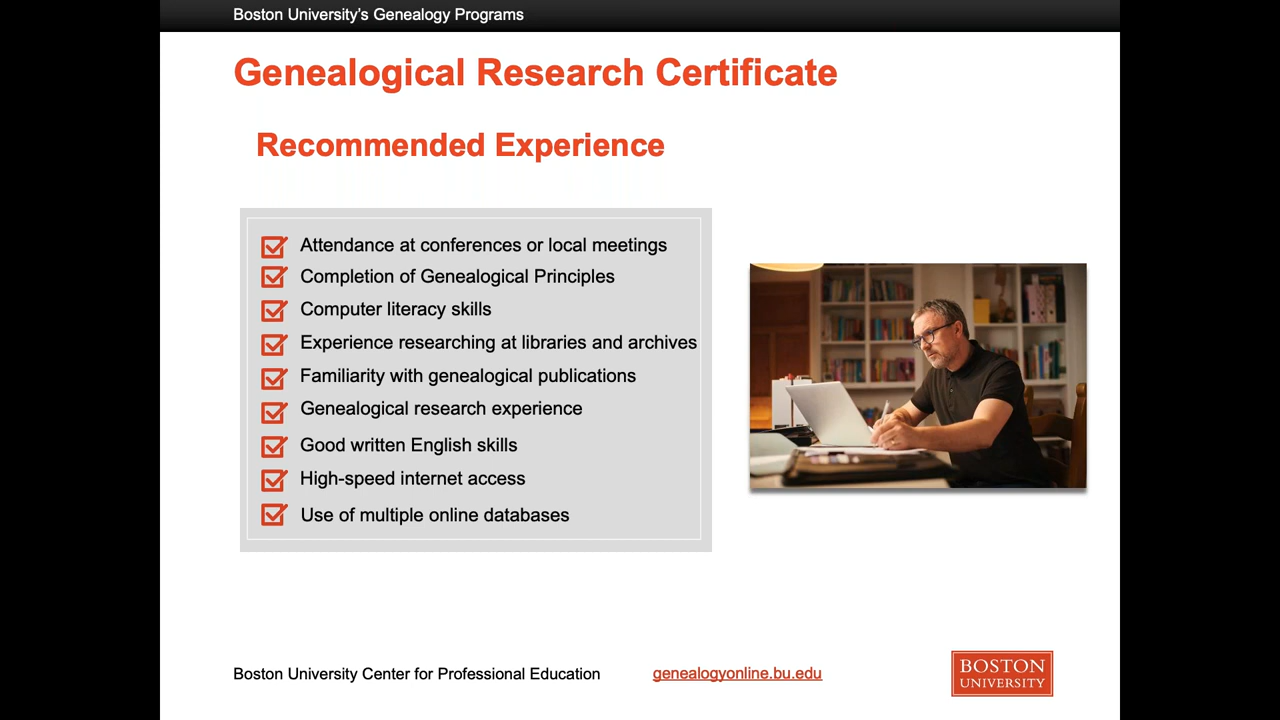 Boston University’s Genealogy Programs
Genealogical Research Certificate
Recommended Experience
Attendance at conferences or local meetings
Completion of Genealogical Principles
Computer literacy skills
Experience researching at libraries and archives
Familiarity with genealogical publications
Genealogical research experience
Good written English skills
High-speed internet access
Use of multiple online databases
Boston University Center for Professional Education
genealogyonline.bu.edu
BOSTON
UNIVERSITY